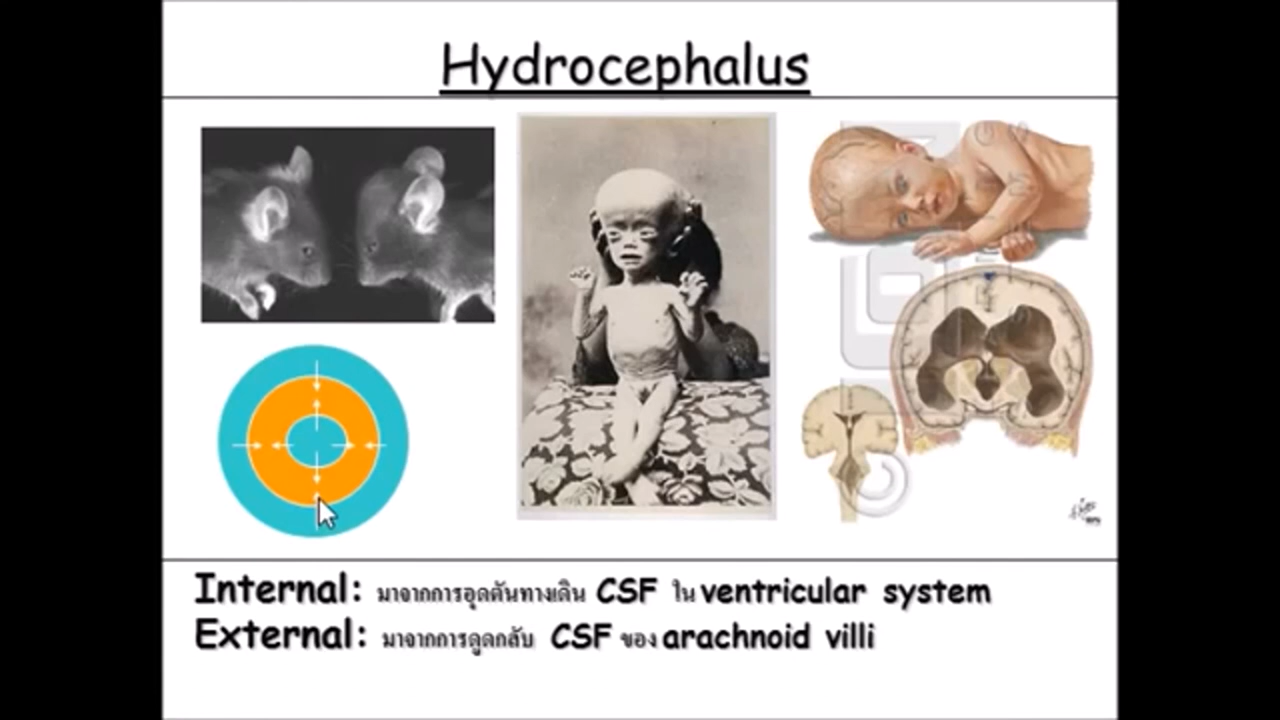 Hydrocephalus
Internal: มาจากการอุดตันทางเดิน CSF ใน ventricular system
External: มาจากการดูดกลับ CSF ของ arachnoid villi